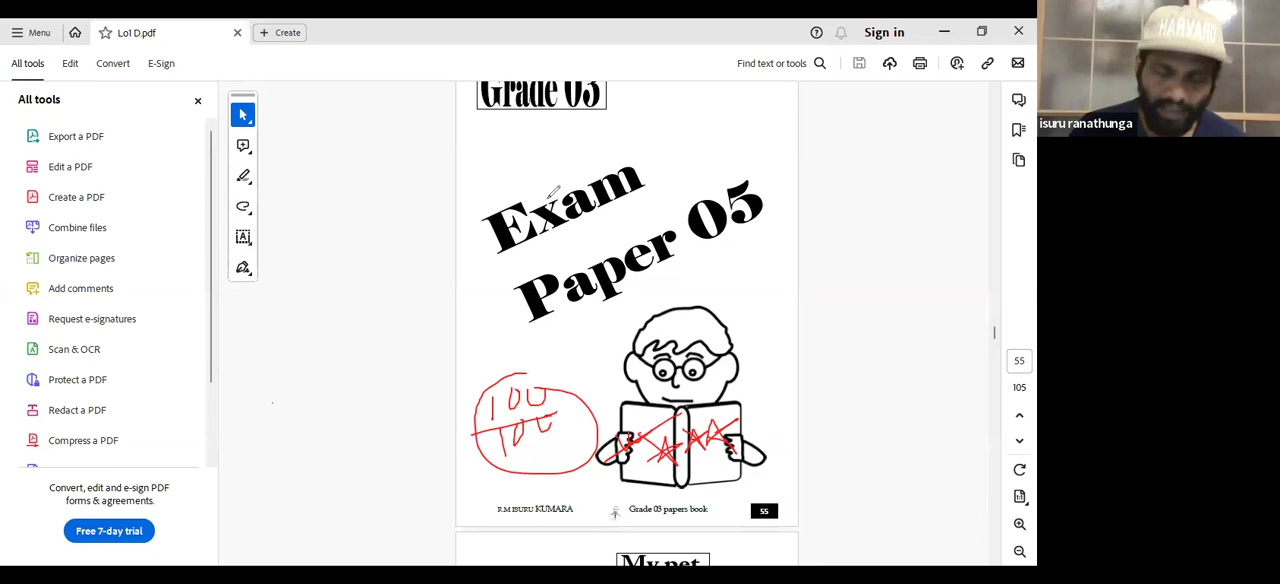 Menu
Lo1 D.pdf
Create
Sign in
All tools
Edit
Convert
E-Sign
Find text or tools
All tools
Export a PDF
Edit a PDF
Create a PDF
Combine files
Organize pages
Add comments
Request e-signatures
Scan & OCR
Protect a PDF
Redact a PDF
Compress a PDF
Convert, edit and e-sign PDF
forms & agreements.
Free 7-day trial
Grade 03
Exam
Paper 05
100
100
R.M ISURU KUMARA
Grade 03 papers book
55
My pet
55
105
HARVARD
isuru ranathunga